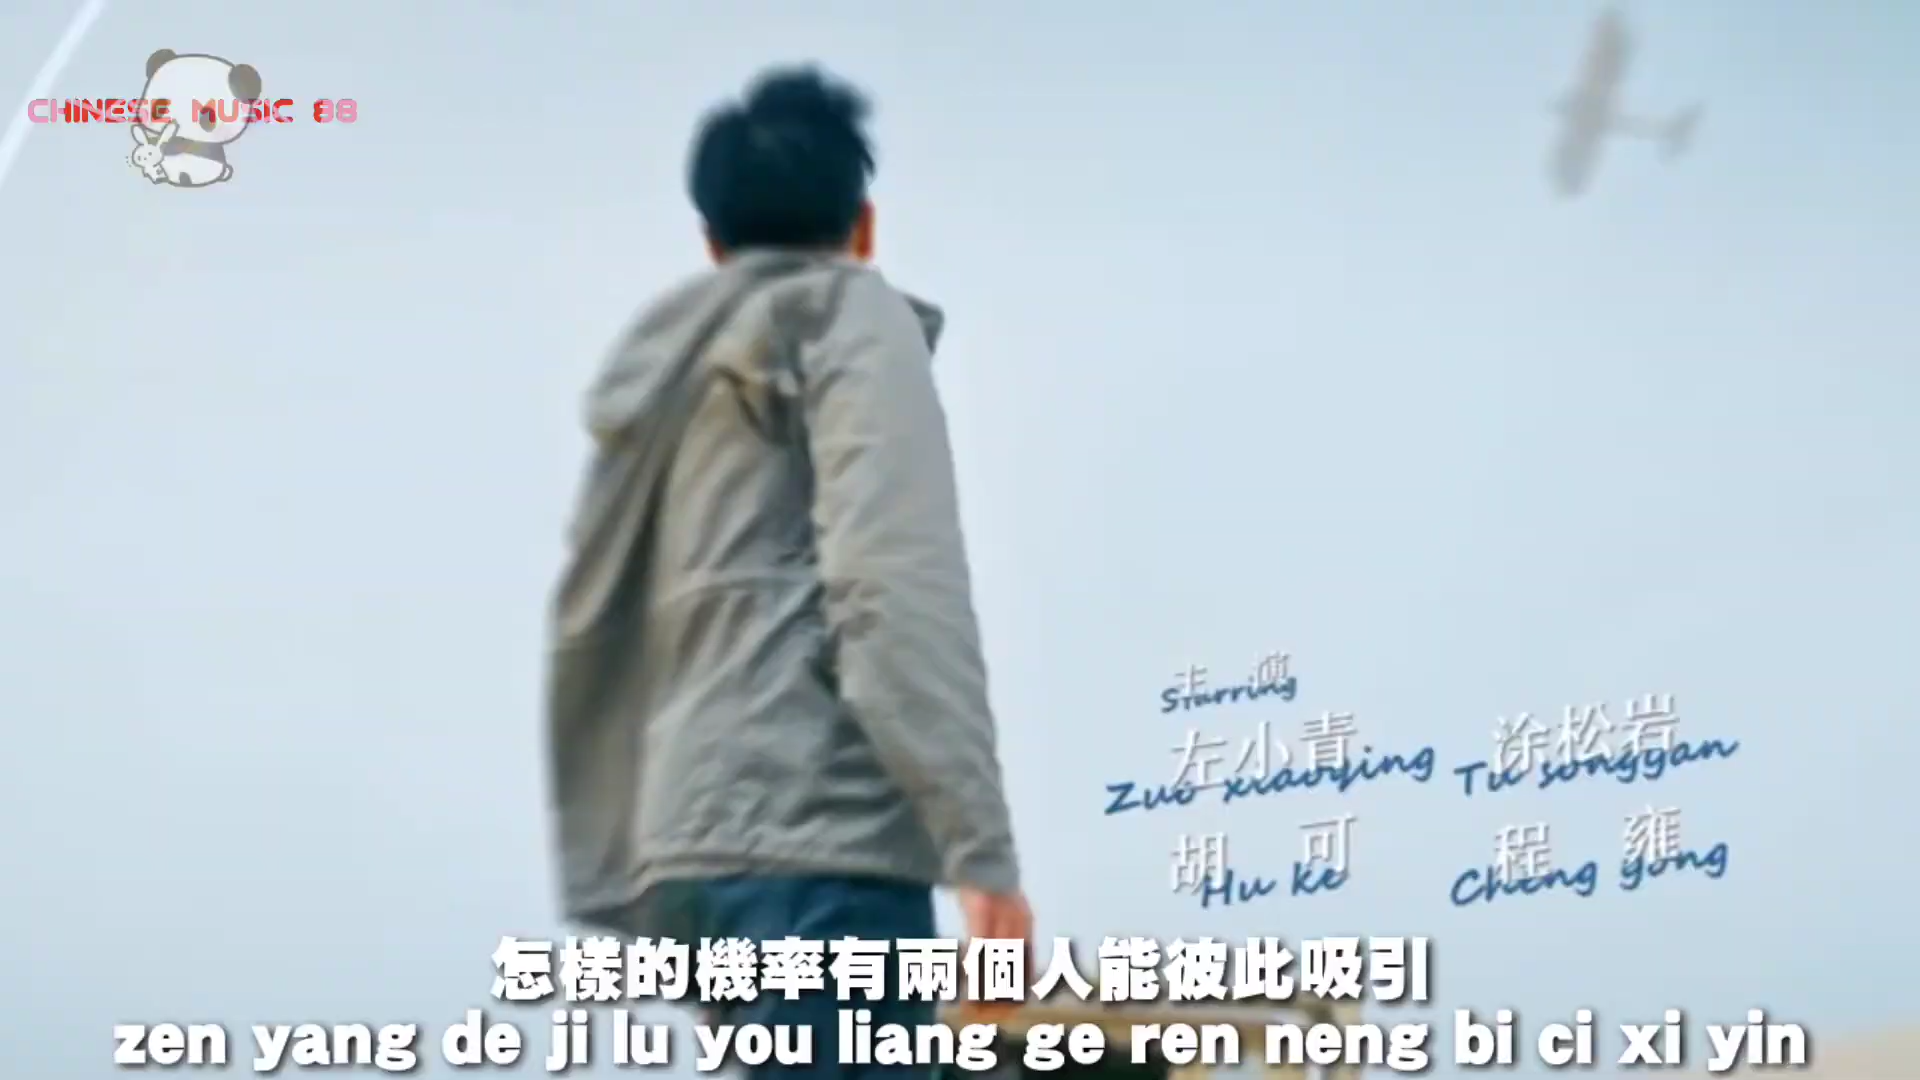 CHINESE MUSIC 88
主 演
Starring
左小青 涂松岩
Zuo xiaoqing Tu songyan
胡 可 程 雍
Hu ke Cheng yong
怎樣的機率有兩個人能彼此吸引
zen yang de ji lu you liang ge ren neng bi ci xi yin